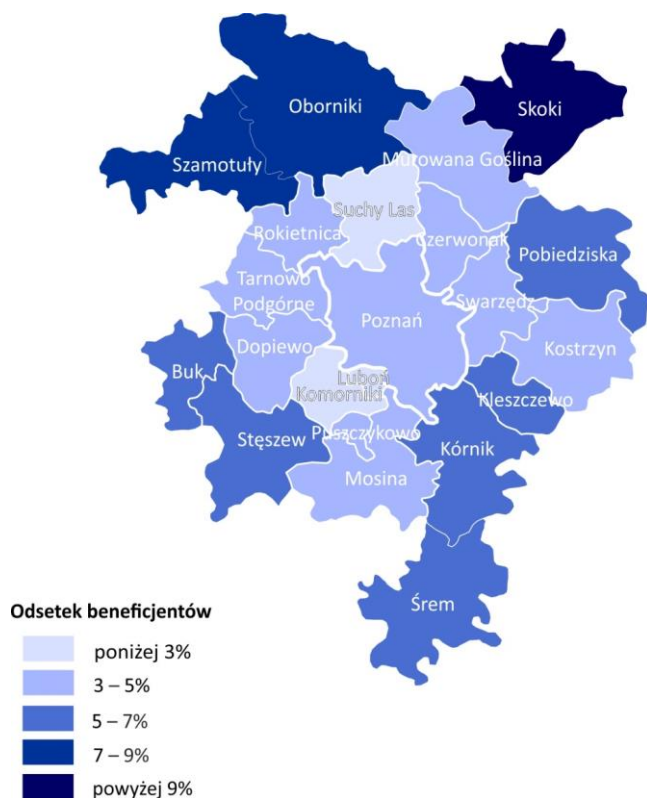 Oborniki
Skoki
Szamotuły
Murowana Goślina
Suchy Las
Rokietnica
Czerwonak
Pobiedziska
Tarnowo
Podgórne
Swarzędz
Poznań
Kostrzyn
Dopiewo
Buk
Luboń
Komorniki
Kleszczewo
Puszczykowo
Stęszew
Kórnik
Mosina
Śrem
Odsetek beneficjentów
poniżej 3%
3 – 5%
5 – 7%
7 – 9%
powyżej 9%